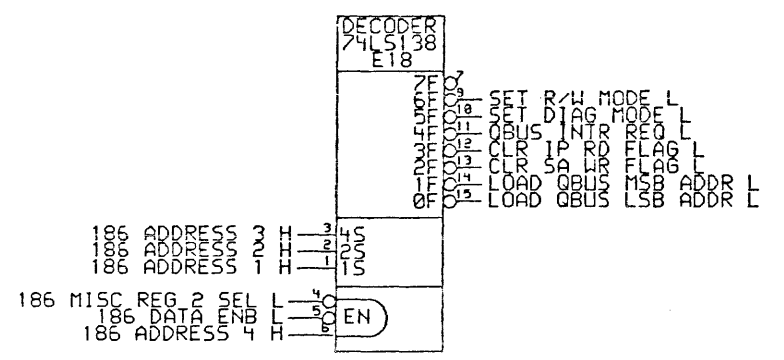 DECODER
74LS138
E18
7F 7
6F 9 SET R/W MODE L
5F 10 SET DIAG MODE L
4F 11 QBUS INTR REQ L
3F 12 CLR IP RD FLAG L
2F 13 CLR SA WR FLAG L
1F 14 LOAD QBUS MSB ADDR L
0F 15 LOAD QBUS LSB ADDR L
186 ADDRESS 3 H 3 4S
186 ADDRESS 2 H 2 2S
186 ADDRESS 1 H 1 1S
186 MISC REG 2 SEL L 4
186 DATA ENB L 5 EN
186 ADDRESS 4 H 6